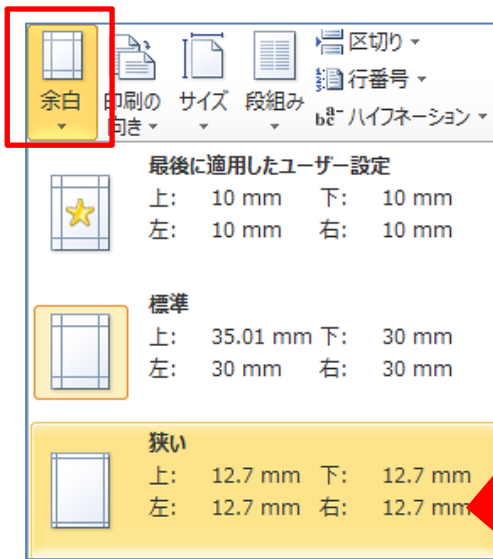 余白
印刷の
向き
サイズ
段組み
区切り
行番号
ハイフネーション
最後に適用したユーザー設定
上: 10 mm 下: 10 mm
左: 10 mm 右: 10 mm
標準
上: 35.01 mm 下: 30 mm
左: 30 mm 右: 30 mm
狭い
上: 12.7 mm 下: 12.7 mm
左: 12.7 mm 右: 12.7 mm